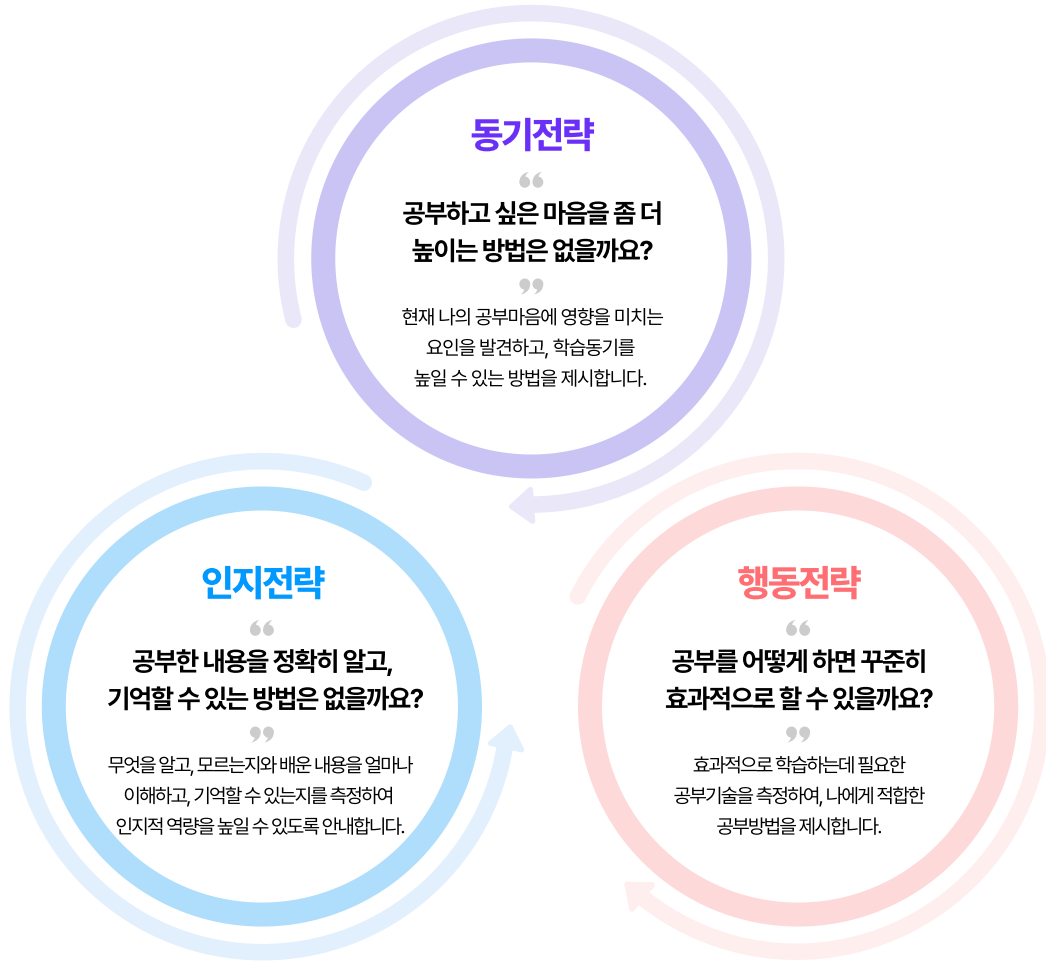 동기전략
“
공부하고 싶은 마음을 좀 더
높이는 방법은 없을까요?
”
현재 나의 공부마음에 영향을 미치는
요인을 발견하고, 학습동기를
높일 수 있는 방법을 제시합니다.
인지전략
“
공부한 내용을 정확히 알고,
기억할 수 있는 방법은 없을까요?
”
무엇을 알고, 모르는지와 배운 내용을 얼마나
이해하고, 기억할 수 있는지를 측정하여
인지적 역량을 높일 수 있도록 안내합니다.
행동전략
“
공부를 어떻게 하면 꾸준히
효과적으로 할 수 있을까요?
”
효과적으로 학습하는데 필요한
공부기술을 측정하여, 나에게 적합한
공부방법을 제시합니다.